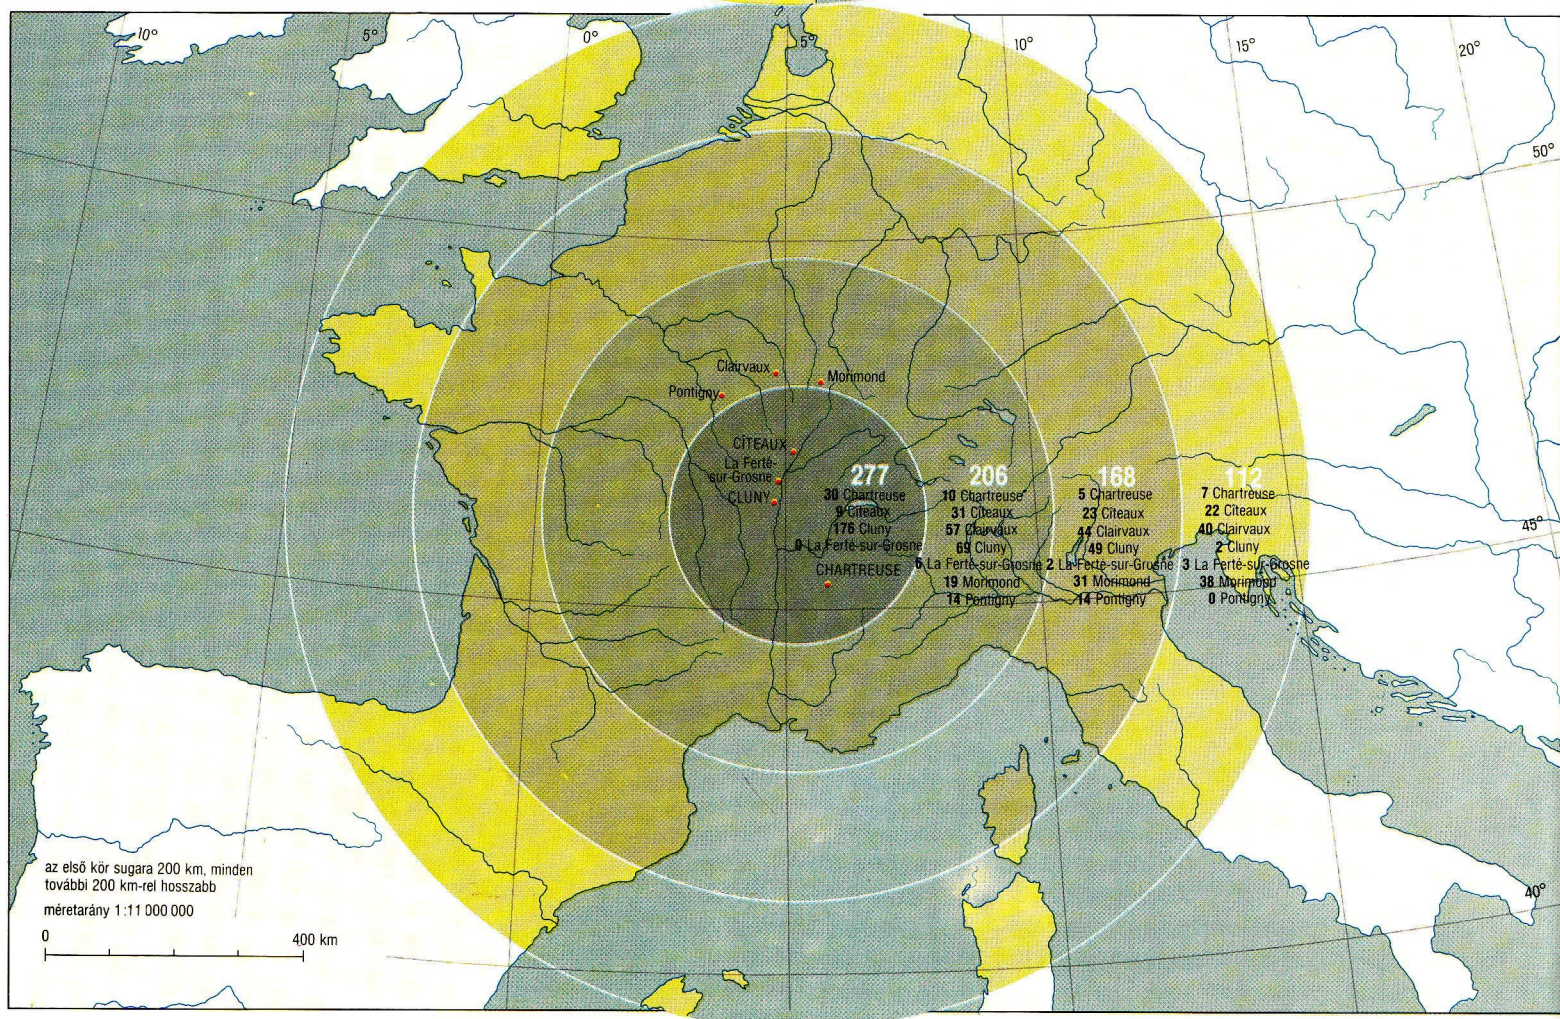 10°
5°
0°
5°
10°
15°
20°
50°
Clairvaux
Morimond
Pontigny
CÎTEAUX
La Ferté-
sur-Grosne
CLUNY
CHARTREUSE
277
30 Chartreuse
9 Cîteaux
176 Cluny
0 La Ferté-sur-Grosne
206
10 Chartreuse
31 Cîteaux
57 Clairvaux
69 Cluny
6 La Ferté-sur-Grosne
19 Morimond
14 Pontigny
168
5 Chartreuse
23 Cîteaux
44 Clairvaux
49 Cluny
2 La Ferté-sur-Grosne
31 Morimond
14 Pontigny
112
7 Chartreuse
22 Cîteaux
40 Clairvaux
2 Cluny
3 La Ferté-sur-Grosne
38 Morimond
0 Pontigny
45°
40°
az első kör sugara 200 km, minden
további 200 km-rel hosszabb
méretarány 1:11 000 000
0 400 km